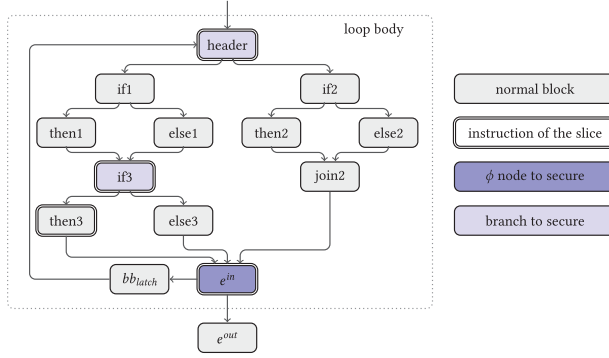 loop body
header
if1
if2
then1
else1
then2
else2
if3
join2
then3
else3
bb_latch
e^in
e^out
normal block
instruction of the slice
ϕ node to secure
branch to secure